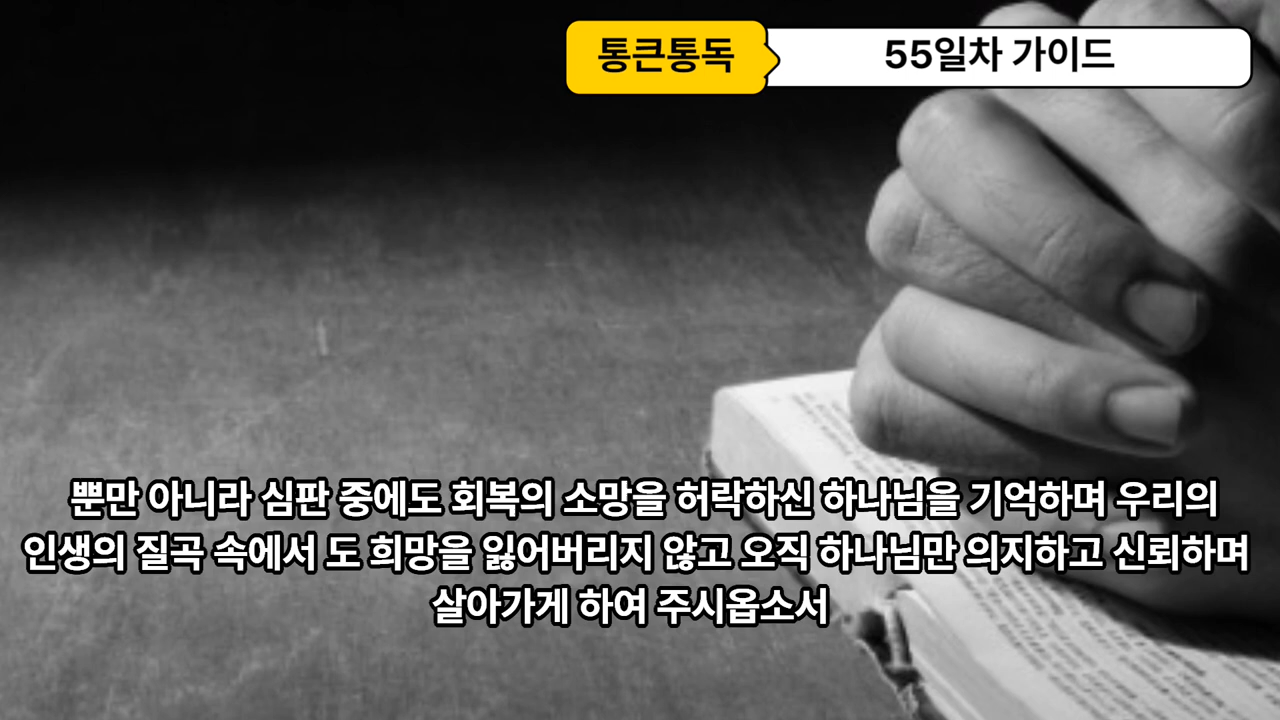 통큰통독
55일차 가이드
뿐만 아니라 심판 중에도 회복의 소망을 허락하신 하나님을 기억하며 우리의
인생의 질곡 속에서 도 희망을 잃어버리지 않고 오직 하나님만 의지하고 신뢰하며
살아가게 하여 주시옵소서